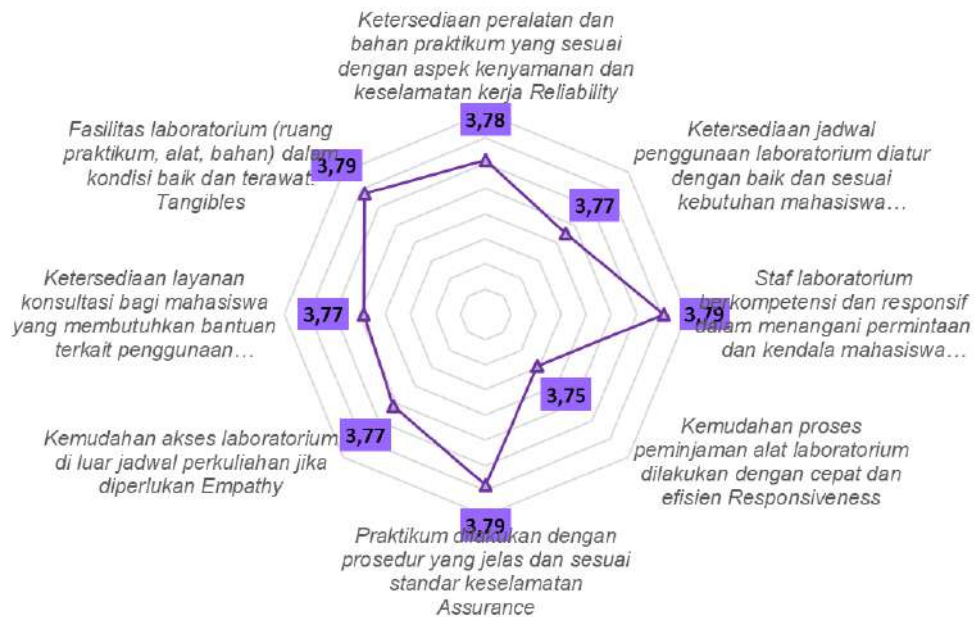 Ketersediaan peralatan dan
bahan praktikum yang sesuai
dengan aspek kenyamanan dan
keselamatan kerja Reliability
3,78
Ketersediaan jadwal
penggunaan laboratorium diatur
dengan baik dan sesuai
kebutuhan mahasiswa…
3,77
Staf laboratorium
berkompetensi dan responsif
dalam menangani permintaan
dan kendala mahasiswa…
3,79
Kemudahan proses
peminjaman alat laboratorium
dilakukan dengan cepat dan
efisien Responsiveness
3,75
Praktikum dilakukan dengan
prosedur yang jelas dan sesuai
standar keselamatan
Assurance
3,79
Kemudahan akses laboratorium
di luar jadwal perkuliahan jika
diperlukan Empathy
3,77
Ketersediaan layanan
konsultasi bagi mahasiswa
yang membutuhkan bantuan
terkait penggunaan…
3,77
Fasilitas laboratorium (ruang
praktikum, alat, bahan) dalam
kondisi baik dan terawat.
Tangibles
3,79